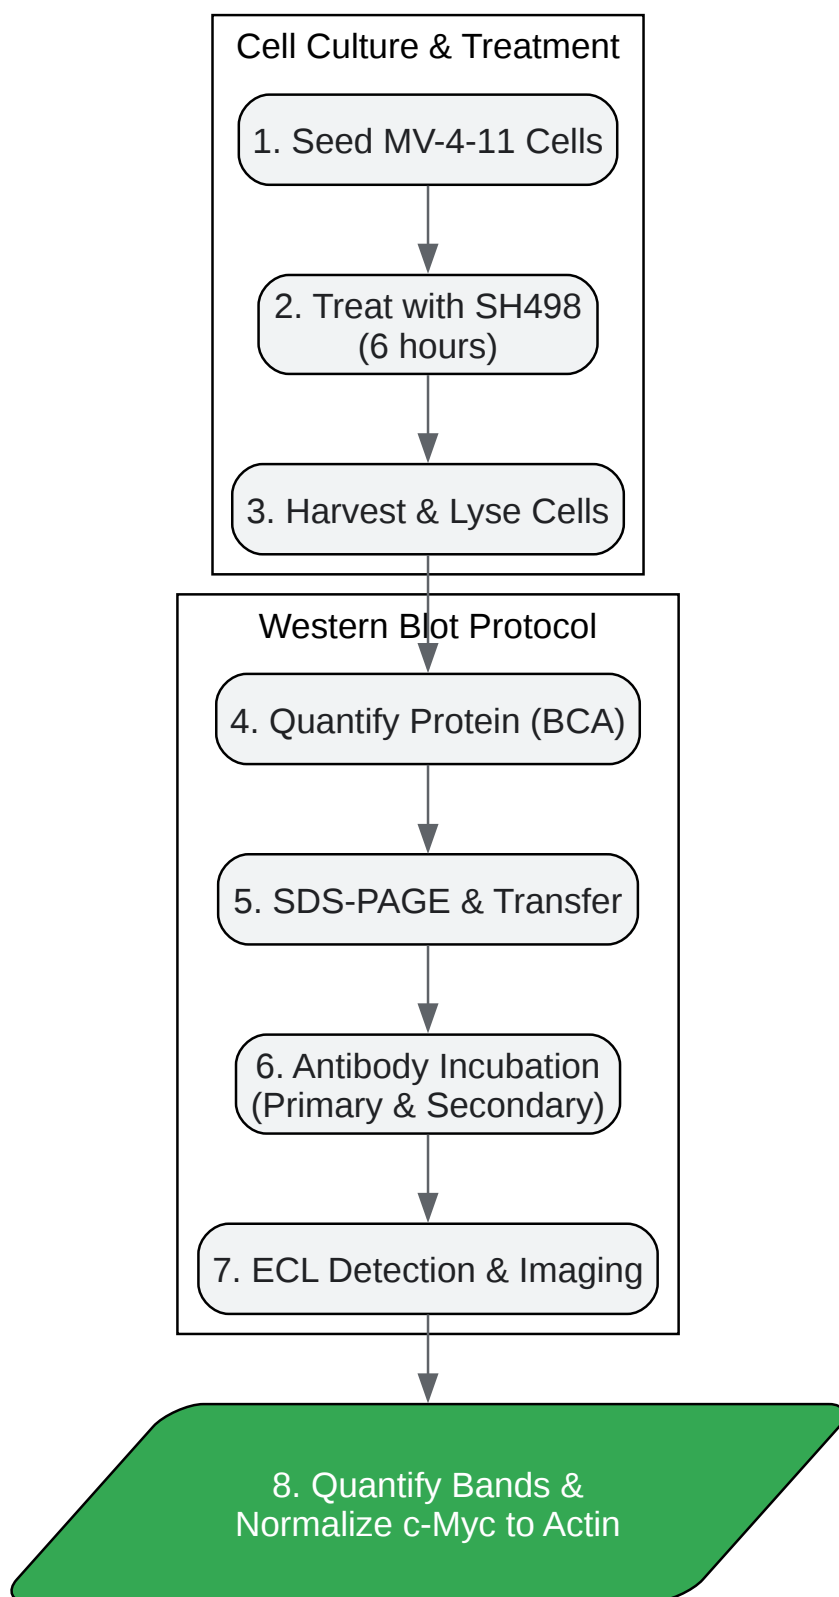 Cell Culture & Treatment
1. Seed MV-4-11 Cells
2. Treat with SH498
(6 hours)
3. Harvest & Lyse Cells
Western Blot Protocol
4. Quantify Protein (BCA)
5. SDS-PAGE & Transfer
6. Antibody Incubation
(Primary & Secondary)
7. ECL Detection & Imaging
8. Quantify Bands &
Normalize c-Myc to Actin